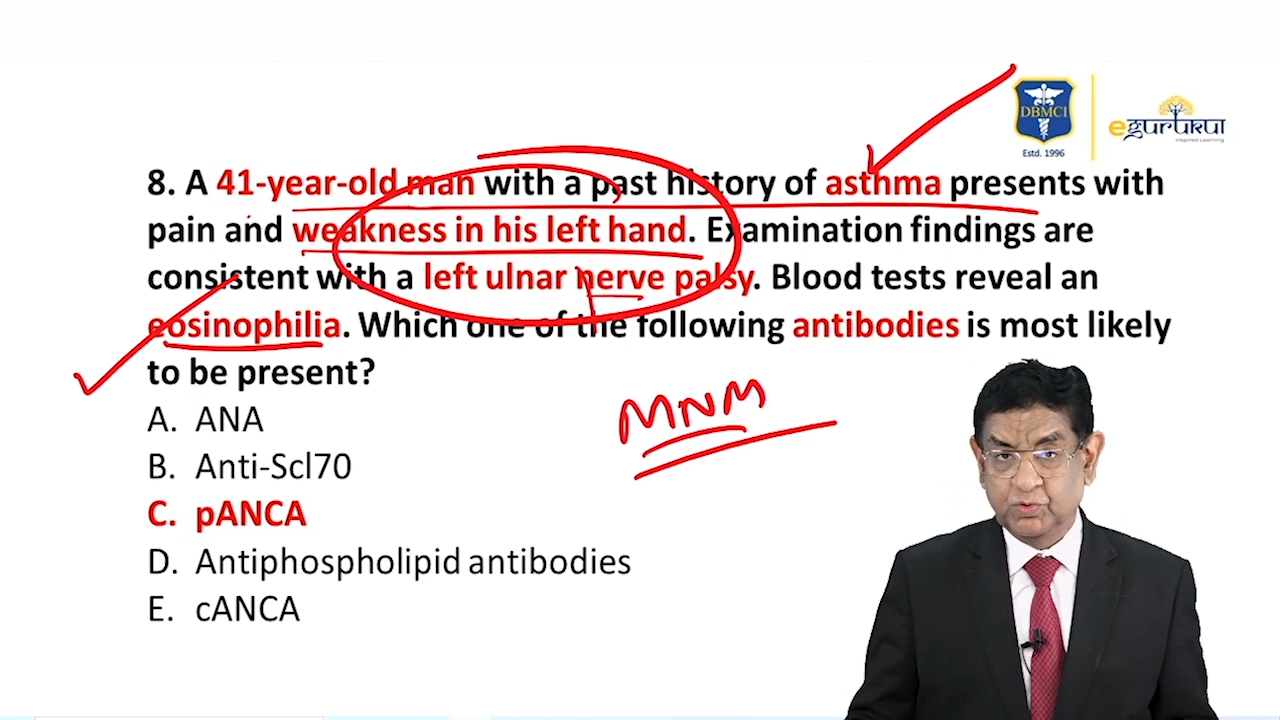 DBMCI
Estd. 1996
egurukul
Inspired Learning
8. A 41-year-old man with a past history of asthma presents with
pain and weakness in his left hand. Examination findings are
consistent with a left ulnar nerve palsy. Blood tests reveal an
eosinophilia. Which one of the following antibodies is most likely
to be present?
MNM
A. ANA
B. Anti-Scl70
C. pANCA
D. Antiphospholipid antibodies
E. cANCA